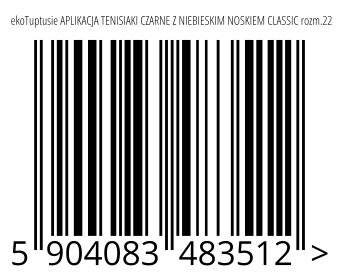 ekoTuptusie APLIKACJA TENISIAKI CZARNE Z NIEBIESKIM NOSKIEM CLASSIC rozm.22
5 904083 483512 >